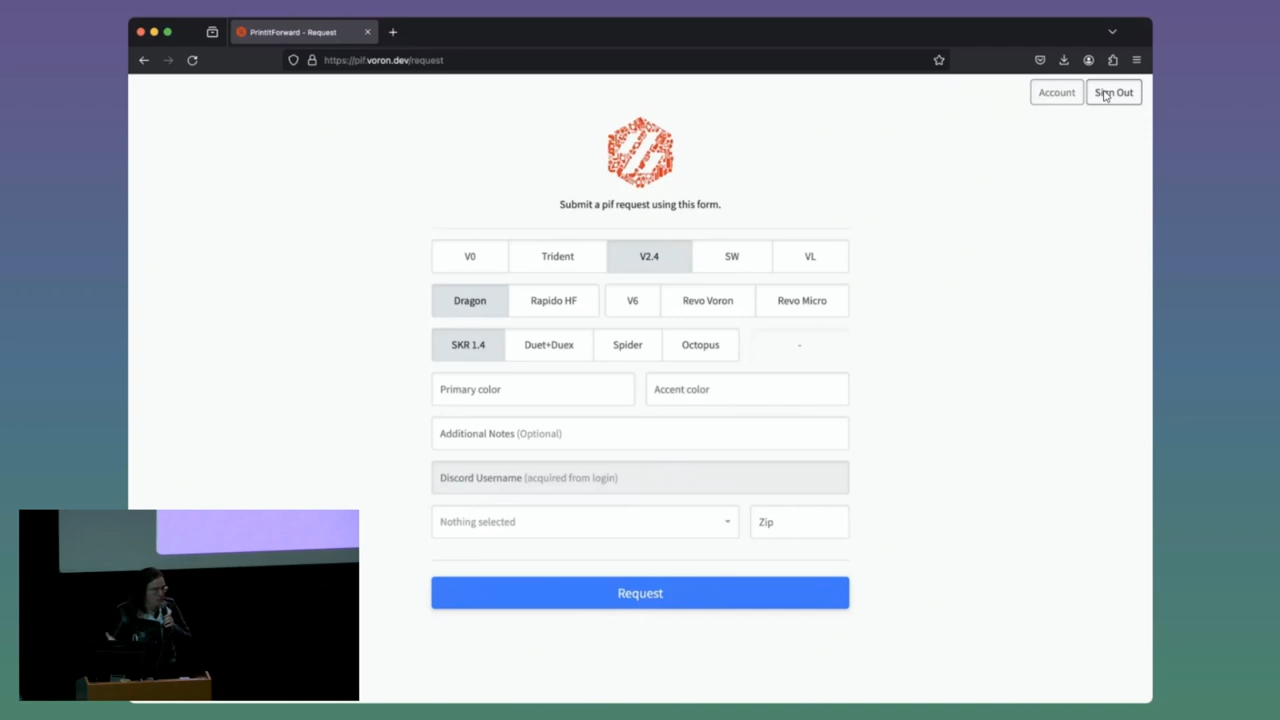 PrintitForward - Request
https://pif.voron.dev/request
Account
Sign Out
Submit a pif request using this form.
V0
Trident
V2.4
SW
VL
Dragon
Rapido HF
V6
Revo Voron
Revo Micro
SKR 1.4
Duet+Duex
Spider
Octopus
-
Primary color
Accent color
Additional Notes (Optional)
Discord Username (acquired from login)
Nothing selected
Zip
Request